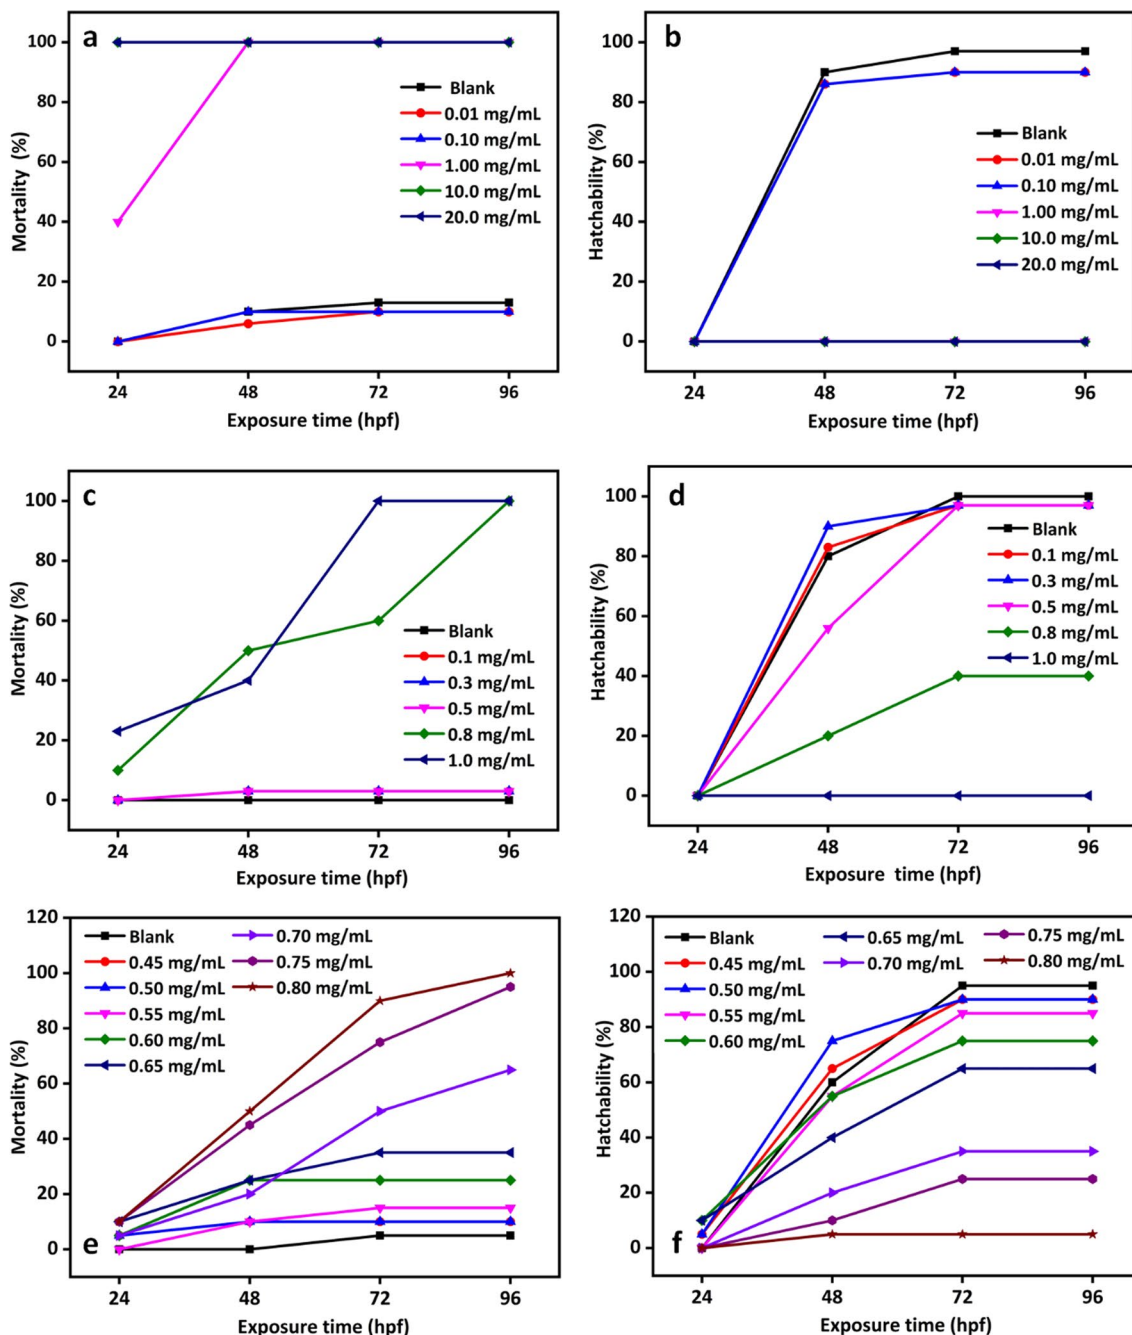 a
100
80
60
40
20
0
Mortality (%)
Blank
0.01 mg/mL
0.10 mg/mL
1.00 mg/mL
10.0 mg/mL
20.0 mg/mL
24 48 72 96
Exposure time (hpf)
b
100
80
60
40
20
0
Hatchability (%)
Blank
0.01 mg/mL
0.10 mg/mL
1.00 mg/mL
10.0 mg/mL
20.0 mg/mL
24 48 72 96
Exposure time (hpf)
c
100
80
60
40
20
0
Mortality (%)
Blank
0.1 mg/mL
0.3 mg/mL
0.5 mg/mL
0.8 mg/mL
1.0 mg/mL
24 48 72 96
Exposure time (hpf)
d
100
80
60
40
20
0
Hatchability (%)
Blank
0.1 mg/mL
0.3 mg/mL
0.5 mg/mL
0.8 mg/mL
1.0 mg/mL
24 48 72 96
Exposure time (hpf)
120
100
80
60
40
20
0
Mortality (%)
Blank
0.45 mg/mL
0.50 mg/mL
0.55 mg/mL
0.60 mg/mL
0.65 mg/mL
0.70 mg/mL
0.75 mg/mL
0.80 mg/mL
e
24 48 72 96
Exposure time (hpf)
120
100
80
60
40
20
0
Hatchability (%)
Blank
0.45 mg/mL
0.50 mg/mL
0.55 mg/mL
0.60 mg/mL
0.65 mg/mL
0.70 mg/mL
0.75 mg/mL
0.80 mg/mL
f
24 48 72 96
Exposure time (hpf)